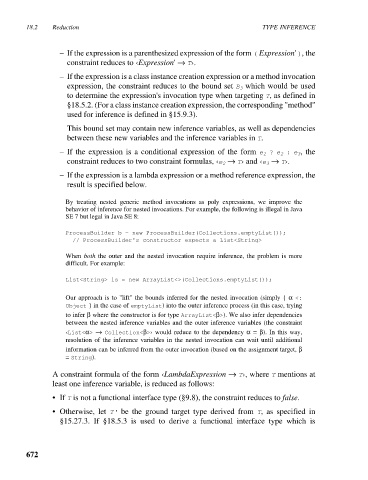 18.2 Reduction TYPE INFERENCE
– If the expression is a parenthesized expression of the form ( Expression' ), the
constraint reduces to ‹Expression' → T›.
– If the expression is a class instance creation expression or a method invocation
expression, the constraint reduces to the bound set B3 which would be used
to determine the expression's invocation type when targeting T, as defined in
§18.5.2. (For a class instance creation expression, the corresponding "method"
used for inference is defined in §15.9.3).
This bound set may contain new inference variables, as well as dependencies
between these new variables and the inference variables in T.
– If the expression is a conditional expression of the form e1 ? e2 : e3, the
constraint reduces to two constraint formulas, ‹e2 → T› and ‹e3 → T›.
– If the expression is a lambda expression or a method reference expression, the
result is specified below.
By treating nested generic method invocations as poly expressions, we improve the
behavior of inference for nested invocations. For example, the following is illegal in Java
SE 7 but legal in Java SE 8:
ProcessBuilder b = new ProcessBuilder(Collections.emptyList());
// ProcessBuilder's constructor expects a List<String>
When both the outer and the nested invocation require inference, the problem is more
difficult. For example:
List<String> ls = new ArrayList<>(Collections.emptyList());
Our approach is to "lift" the bounds inferred for the nested invocation (simply { α <:
Object } in the case of emptyList) into the outer inference process (in this case, trying
to infer β where the constructor is for type ArrayList<β>). We also infer dependencies
between the nested inference variables and the outer inference variables (the constraint
‹List<α> → Collection<β>› would reduce to the dependency α = β). In this way,
resolution of the inference variables in the nested invocation can wait until additional
information can be inferred from the outer invocation (based on the assignment target, β
= String).
A constraint formula of the form ‹LambdaExpression → T›, where T mentions at
least one inference variable, is reduced as follows:
• If T is not a functional interface type (§9.8), the constraint reduces to false.
• Otherwise, let T' be the ground target type derived from T, as specified in
§15.27.3. If §18.5.3 is used to derive a functional interface type which is
672